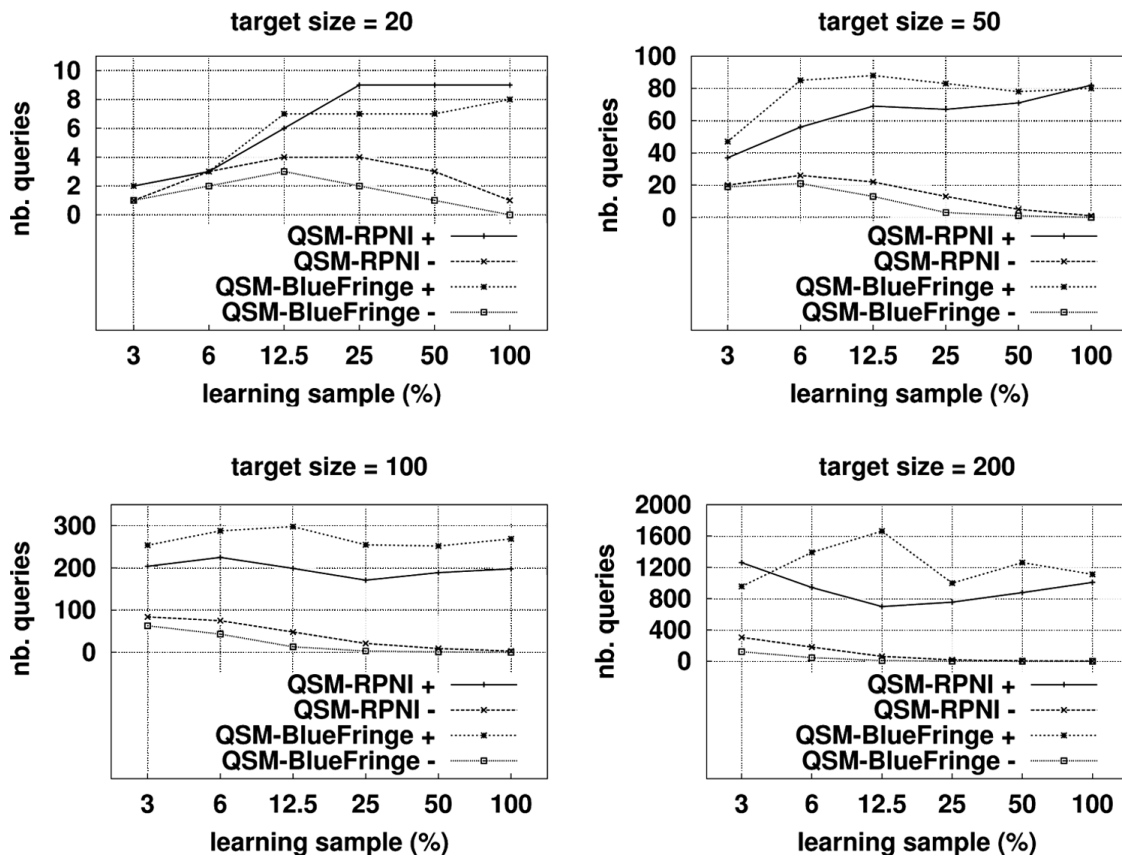 target size = 20
10
8
6
4
2
0
nb. queries
QSM-RPNI +
QSM-RPNI -
QSM-BlueFringe +
QSM-BlueFringe -
3 6 12.5 25 50 100
learning sample (%)
target size = 50
100
80
60
40
20
0
nb. queries
QSM-RPNI +
QSM-RPNI -
QSM-BlueFringe +
QSM-BlueFringe -
3 6 12.5 25 50 100
learning sample (%)
target size = 100
300
200
100
0
nb. queries
QSM-RPNI +
QSM-RPNI -
QSM-BlueFringe +
QSM-BlueFringe -
3 6 12.5 25 50 100
learning sample (%)
target size = 200
2000
1600
1200
800
400
0
nb. queries
QSM-RPNI +
QSM-RPNI -
QSM-BlueFringe +
QSM-BlueFringe -
3 6 12.5 25 50 100
learning sample (%)